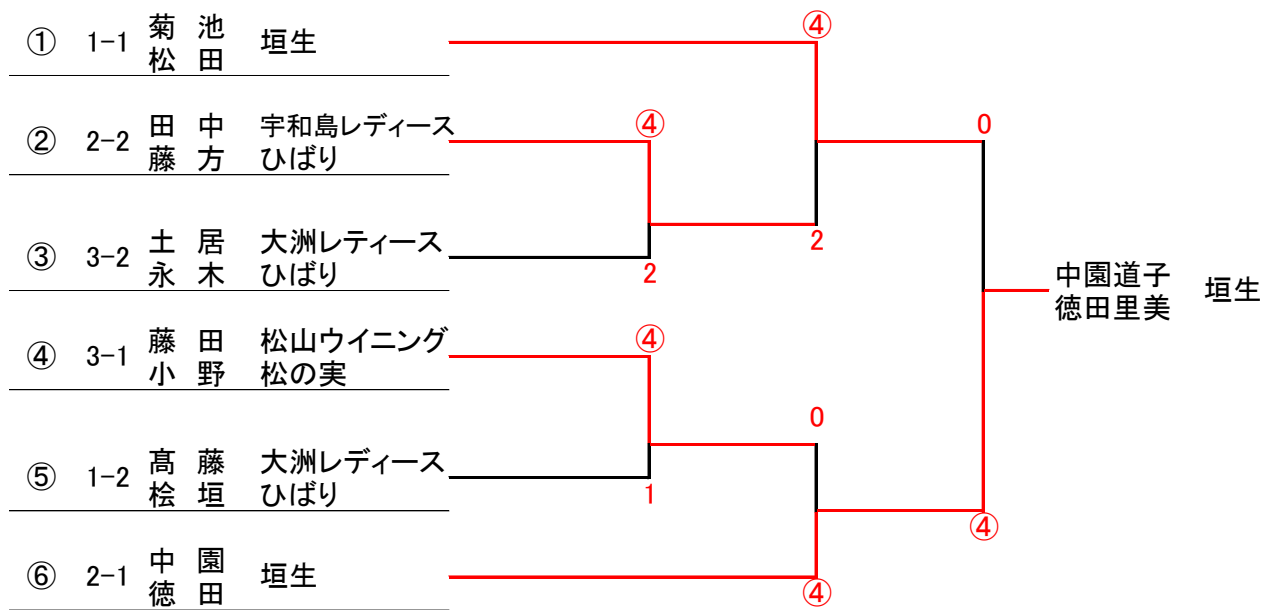 ① 1-1 菊池 垣生
松田
④
② 2-2 田中 宇和島レディース
藤方 ひばり
④
0
③ 3-2 土居 大洲レティース
永木 ひばり
2
2
中園道子 垣生
徳田里美
④ 3-1 藤田 松山ウイニング
小野 松の実
④
0
⑤ 1-2 髙藤 大洲レディース
桧垣 ひばり
1
④
⑥ 2-1 中園 垣生
徳田
④